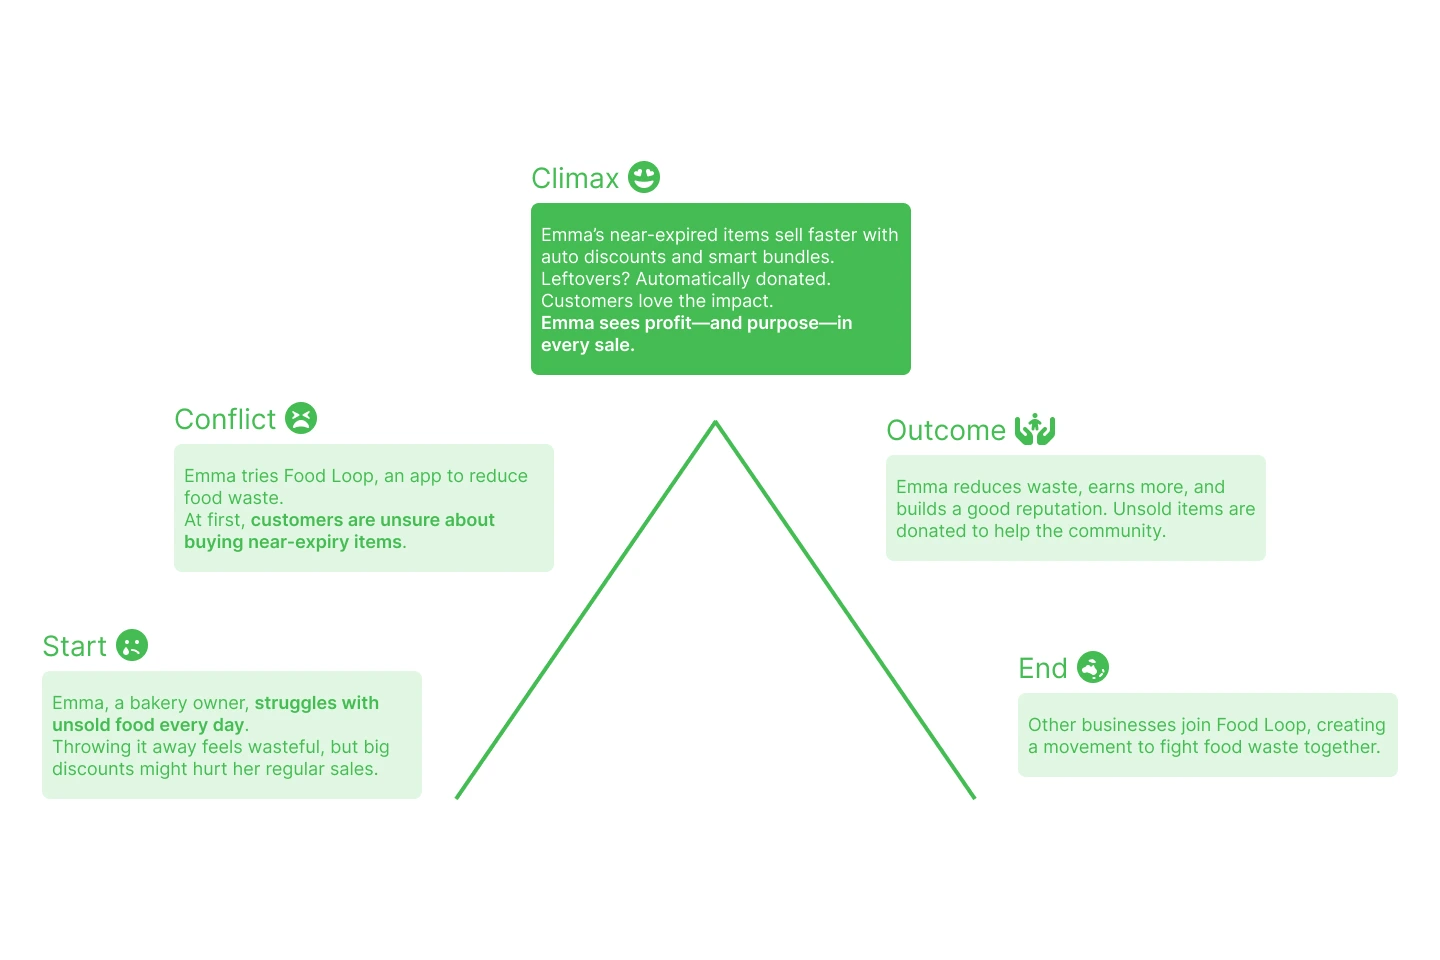 Climax
Emma’s near-expired items sell faster with
auto discounts and smart bundles.
Leftovers? Automatically donated.
Customers love the impact.
Emma sees profit—and purpose—in
every sale.
Conflict
Emma tries Food Loop, an app to reduce
food waste.
At first, customers are unsure about
buying near-expiry items.
Outcome
Emma reduces waste, earns more, and
builds a good reputation. Unsold items are
donated to help the community.
Start
Emma, a bakery owner, struggles with
unsold food every day.
Throwing it away feels wasteful, but big
discounts might hurt her regular sales.
End
Other businesses join Food Loop, creating
a movement to fight food waste together.